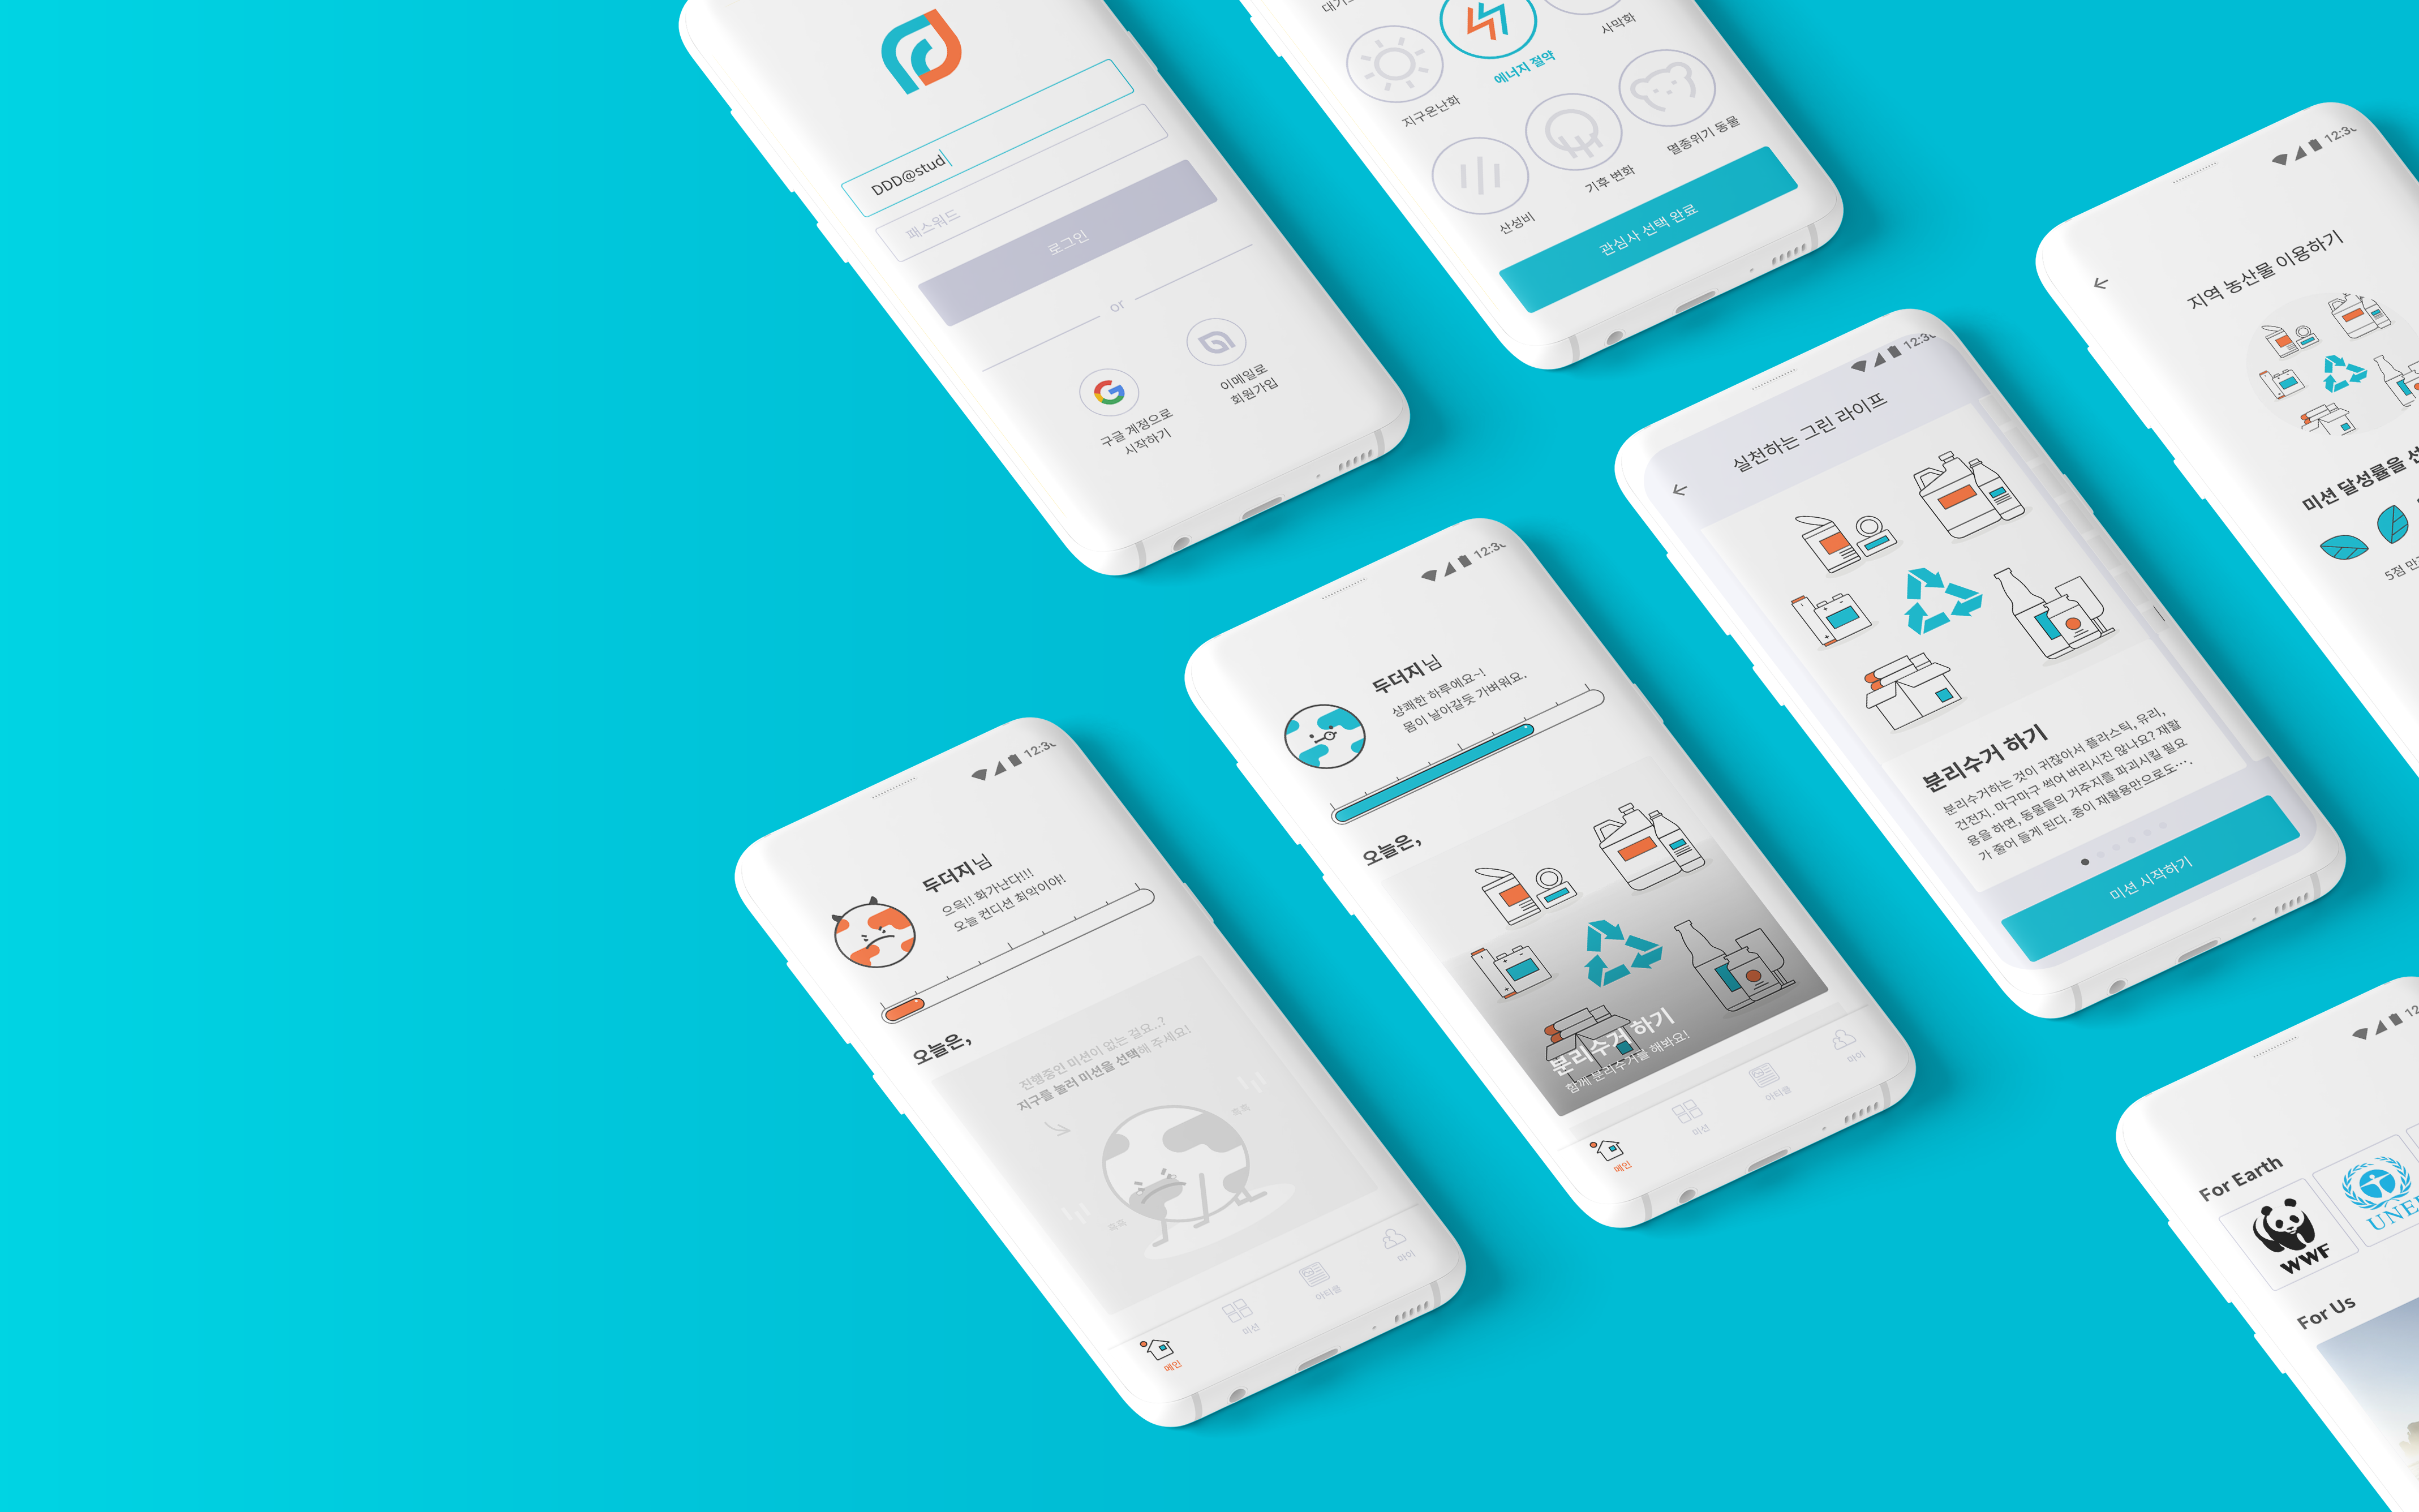 DDD@stud
패스워드
로그인
or
구글 계정으로
시작하기
이메일로
회원가입
에너지 절약
사막화
지구온난화
멸종위기 동물
기후 변화
산성비
관심사 선택 완료
12:30
지역 농산물 이용하기
미션 달성률을
5점
12:30
실천하는 그린 라이프
분리수거 하기
분리수거하는 것이 귀찮아서 플라스틱, 유리,
건전지. 마구마구 썩어 버리시진 않나요? 재활
용을 하면, 동물들의 거주지를 파괴시킬 필요
가 줄어 들게 된다. 종이 재활용만으로도….
미션 시작하기
12:30
두더지 님
상쾌한 하루에요~!
몸이 날아갈듯 가벼워요.
오늘은,
분리수거 하기
함께 분리수거를 해봐요!
메인
미션
아티클
마이
12:30
두더지 님
으윽!! 화가난다!!!
오늘 컨디션 최악이야!
오늘은,
진행중인 미션이 없는 걸요..?
지구를 눌러 미션을 선택해 주세요!
메인
미션
아티클
마이
For Earth
WWF
UNE
For Us